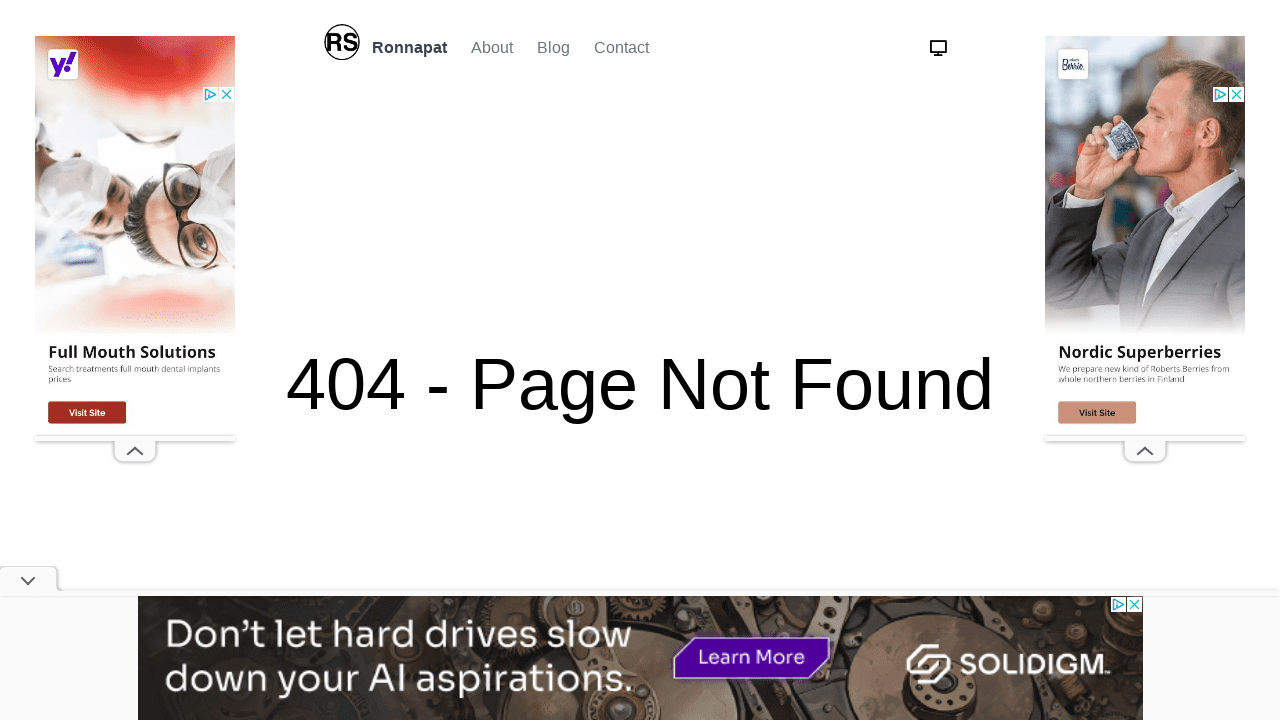 RS Ronnapat About Blog Contact
y!
Full Mouth Solutions
Search treatments full mouth dental implants
prices
Visit Site
404 - Page Not Found
Berrie.
Nordic Superberries
We prepare new kind of Roberts Berries from
whole northern berries in Finland
Visit Site
Don't let hard drives slow
down your AI aspirations.
Learn More
SOLIDIGM